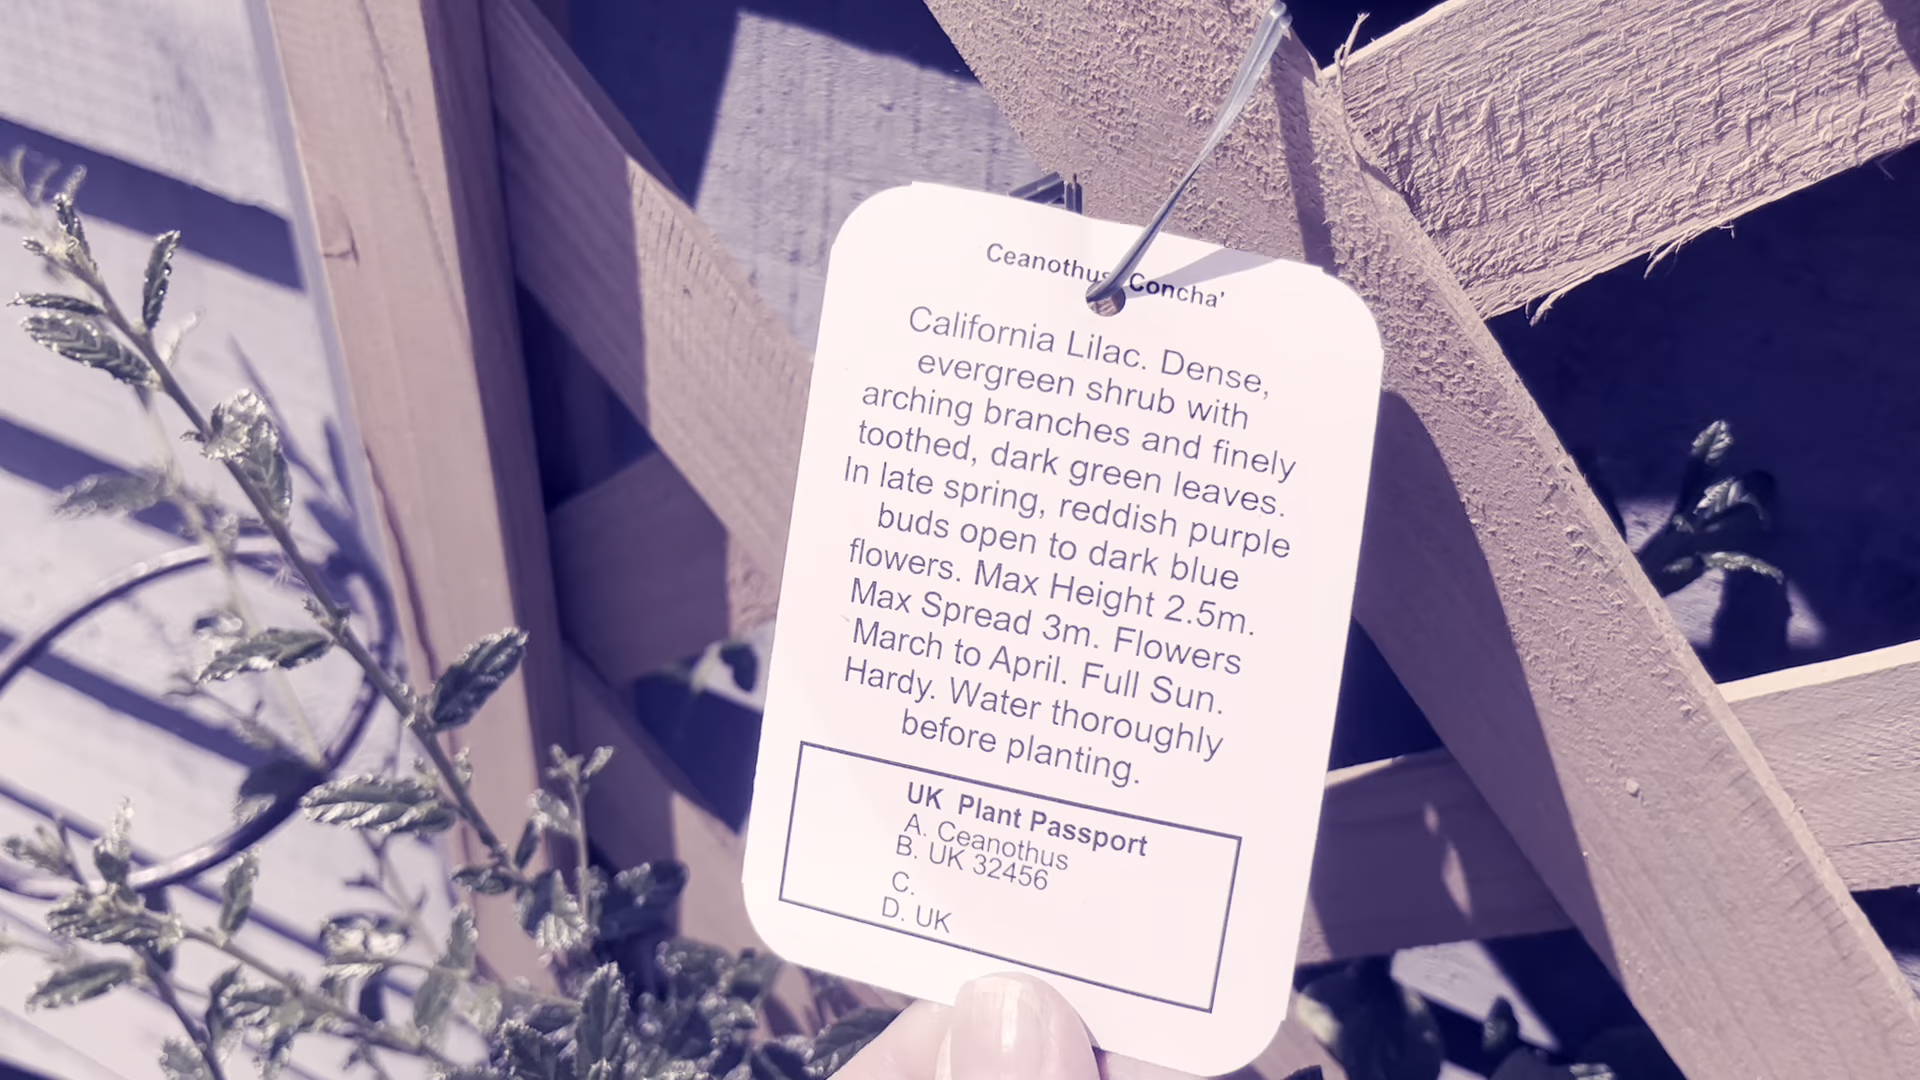 Ceanothus Concha'
California Lilac. Dense,
evergreen shrub with
arching branches and finely
toothed, dark green leaves.
In late spring, reddish purple
buds open to dark blue
flowers. Max Height 2.5m.
Max Spread 3m. Flowers
March to April. Full Sun.
Hardy. Water thoroughly
before planting.
UK Plant Passport
A. Ceanothus
B. UK 32456
C.
D. UK